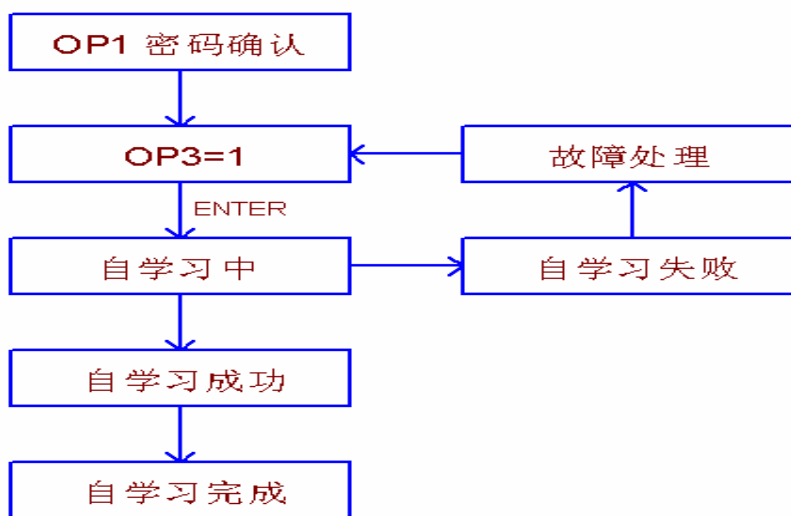 OP1 密码确认
OP3=1
故障处理
ENTER
自学习中
自学习失败
自学习成功
自学习完成